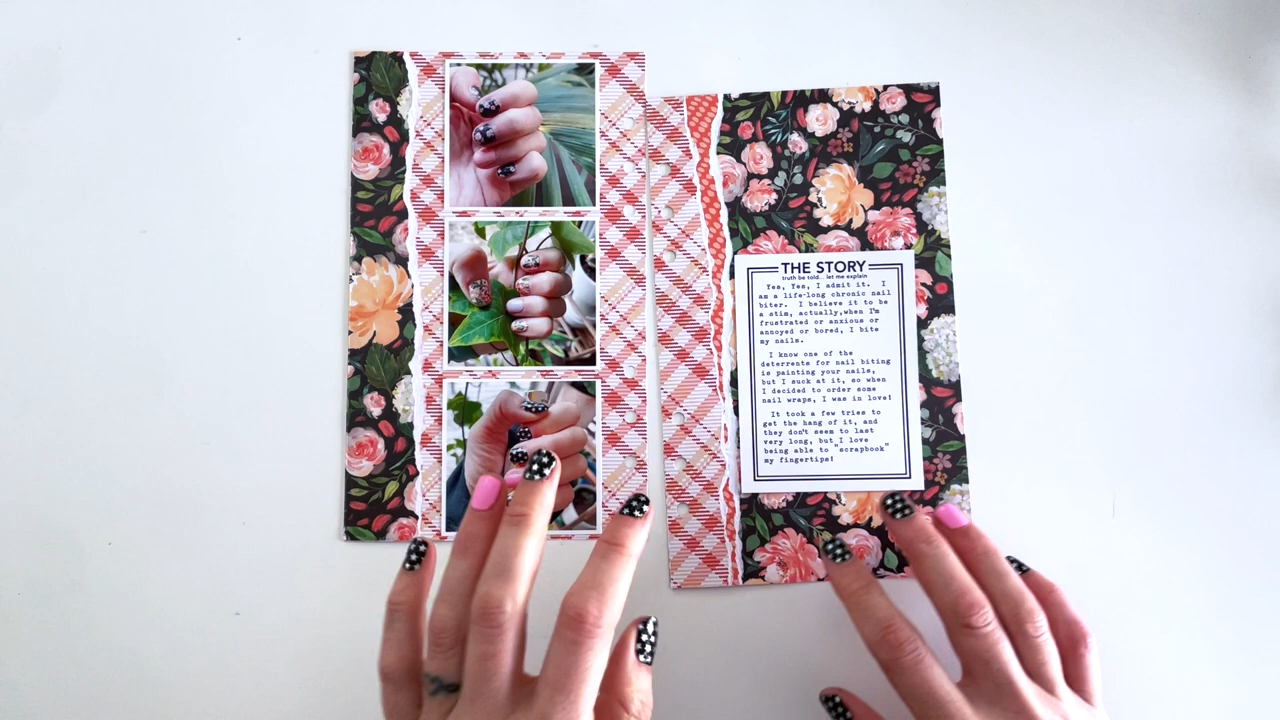 THE STORY
truth be told... let me explain
Yes, Yes, I admit it. I
am a life-long chronic nail
biter. I believe it to be
a stim, actually,when I'm
frustrated or anxious or
annoyed or bored, I bite
my nails.
I know one of the
deterrents for nail biting
is painting your nails,
but I suck at it, so when
I decided to order some
nail wraps, I was in love!
It took a few tries to
get the hang of it, and
they don't seem to last
very long, but I love
being able to "scrapbook"
my fingertips!